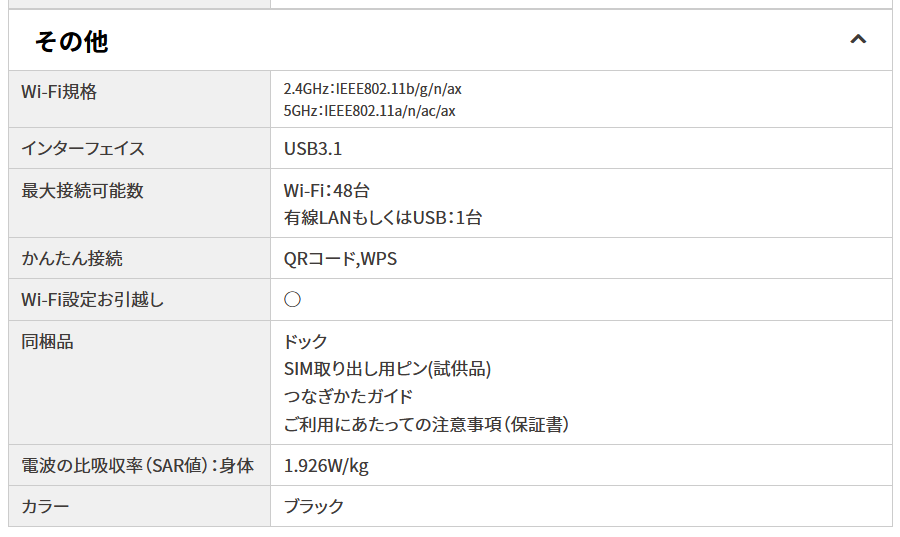 その他
Wi-Fi規格
2.4GHz：IEEE802.11b/g/n/ax
5GHz：IEEE802.11a/n/ac/ax
インターフェイス
USB3.1
最大接続可能数
Wi-Fi：48台
有線LANもしくはUSB：1台
かんたん接続
QRコード,WPS
Wi-Fi設定お引越し
〇
同梱品
ドック
SIM取り出し用ピン(試供品)
つなぎかたガイド
ご利用にあたっての注意事項（保証書）
電波の比吸収率（SAR値）：身体
1.926W/kg
カラー
ブラック